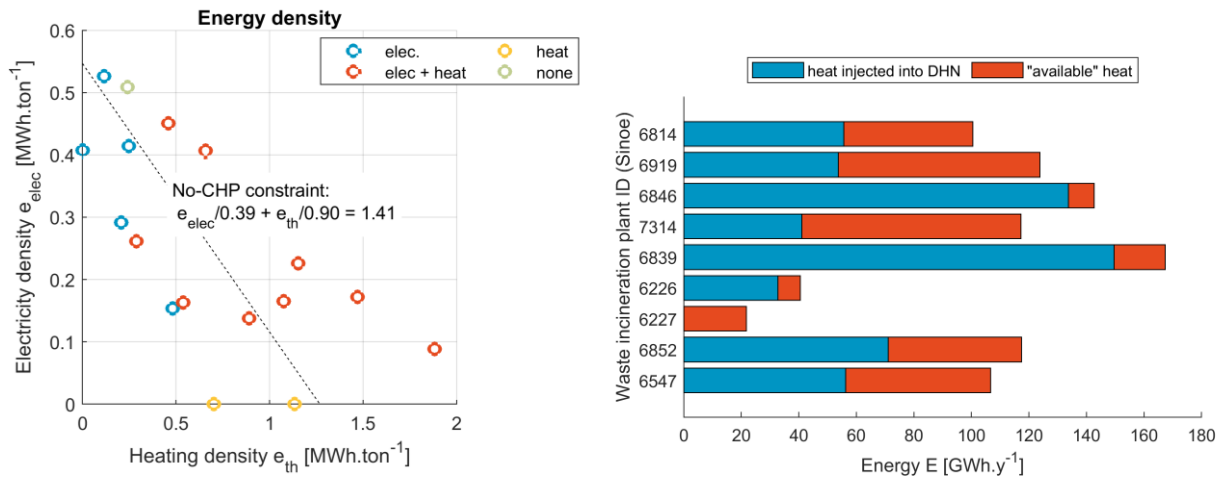 Energy density
elec.
elec + heat
heat
none
Electricity density e_elec [MWh.ton⁻¹]
0.6
0.5
0.4
0.3
0.2
0.1
0
No-CHP constraint:
e_elec/0.39 + e_th/0.90 = 1.41
0 0.5 1 1.5 2
Heating density e_th [MWh.ton⁻¹]
heat injected into DHN
"available" heat
Waste incineration plant ID (Sinoe)
6814
6919
6846
7314
6839
6226
6227
6852
6547
0 20 40 60 80 100 120 140 160 180
Energy E [GWh.y⁻¹]